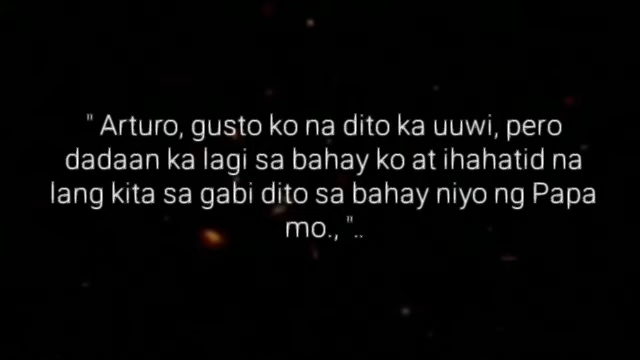 " Arturo, gusto ko na dito ka uuwi, pero
dadaan ka lagi sa bahay ko at ihahatid na
lang kita sa gabi dito sa bahay niyo ng Papa
mo., "..